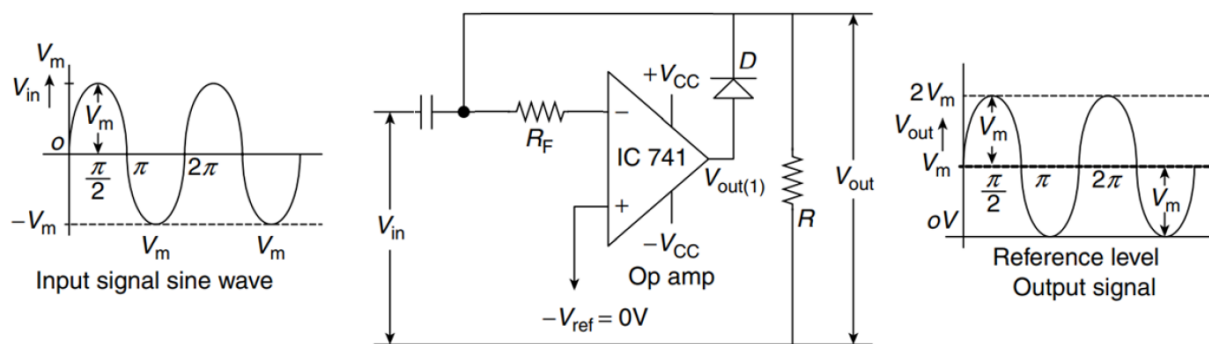 V_m
V_in ↑
V_m
o
π/2
π
2π
−V_m
V_m
V_m
Input signal sine wave
D
+V_CC
−
R_F
IC 741
V_out(1)
V_out
V_in
+
R
−V_CC
Op amp
−V_ref = 0V
2V_m
V_out ↑
V_m
V_m
π/2
π
2π
V_m
oV
Reference level
Output signal